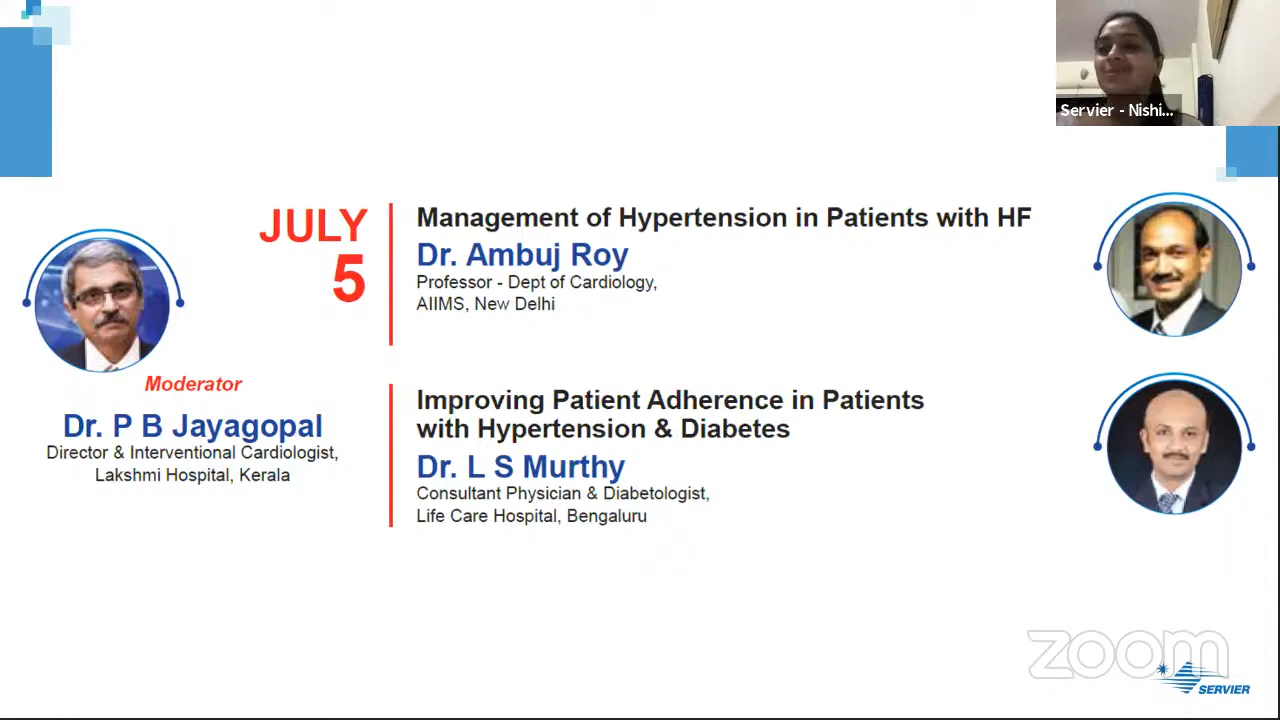 Servier - Nishi...
JULY
5
Management of Hypertension in Patients with HF
Dr. Ambuj Roy
Professor - Dept of Cardiology,
AIIMS, New Delhi
Moderator
Dr. P B Jayagopal
Director & Interventional Cardiologist,
Lakshmi Hospital, Kerala
Improving Patient Adherence in Patients
with Hypertension & Diabetes
Dr. L S Murthy
Consultant Physician & Diabetologist,
Life Care Hospital, Bengaluru
zoom
SERVIER